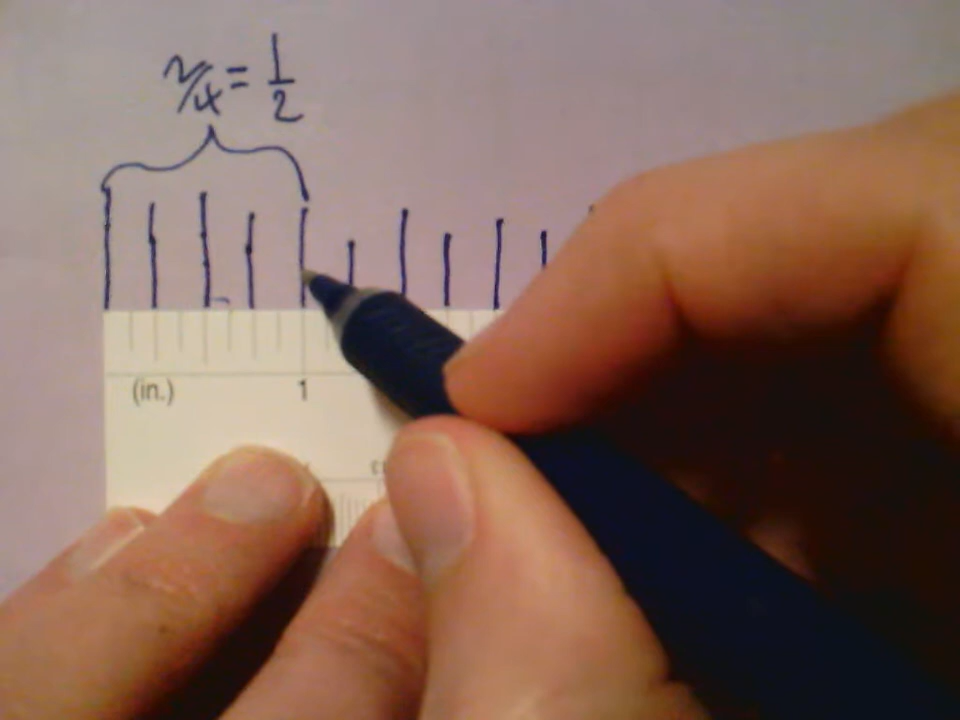 2/4 = 1/2
(in.) 1